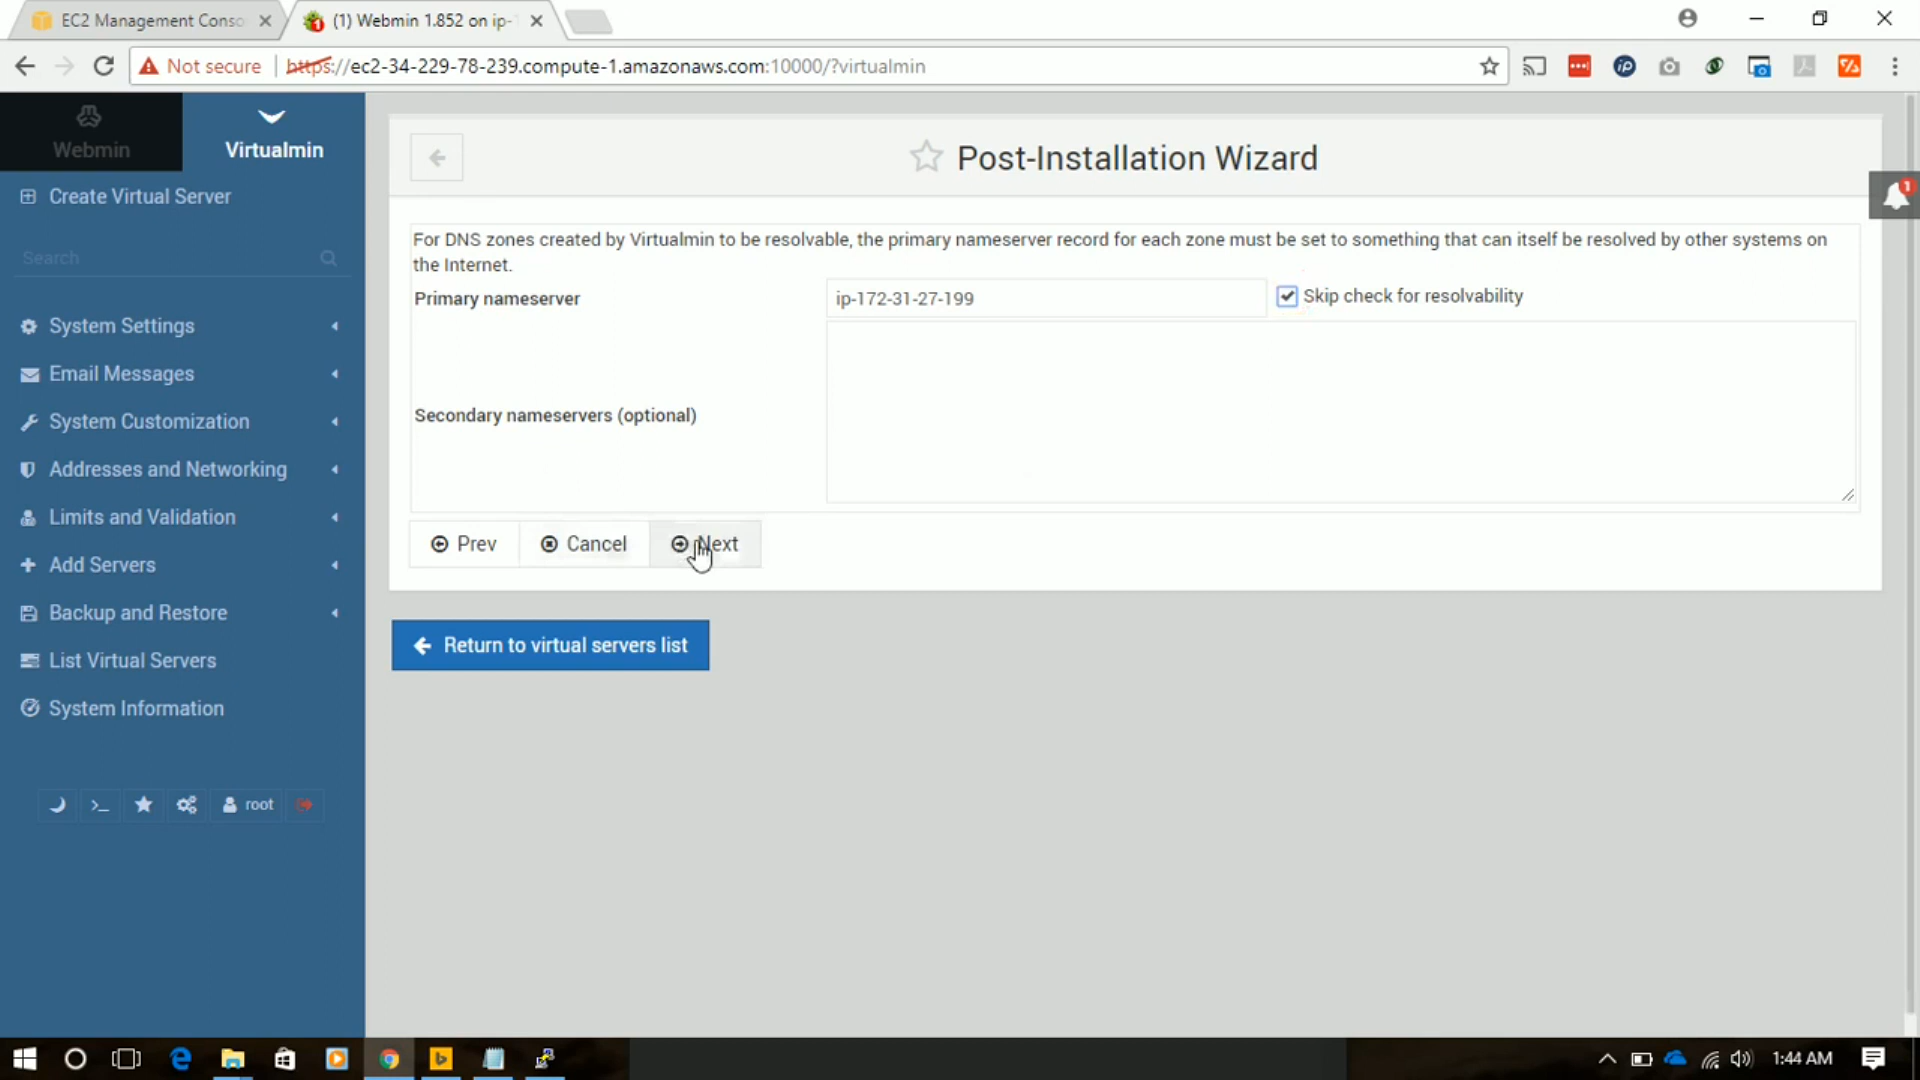 EC2 Management Conso
(1) Webmin 1.852 on ip-
Not secure
https://ec2-34-229-78-239.compute-1.amazonaws.com:10000/?virtualmin
Webmin
Virtualmin
Create Virtual Server
Search
System Settings
Email Messages
System Customization
Addresses and Networking
Limits and Validation
Add Servers
Backup and Restore
List Virtual Servers
System Information
root
Post-Installation Wizard
1
For DNS zones created by Virtualmin to be resolvable, the primary nameserver record for each zone must be set to something that can itself be resolved by other systems on
the Internet.
Primary nameserver
ip-172-31-27-199
Skip check for resolvability
Secondary nameservers (optional)
Prev
Cancel
Next
Return to virtual servers list
1:44 AM